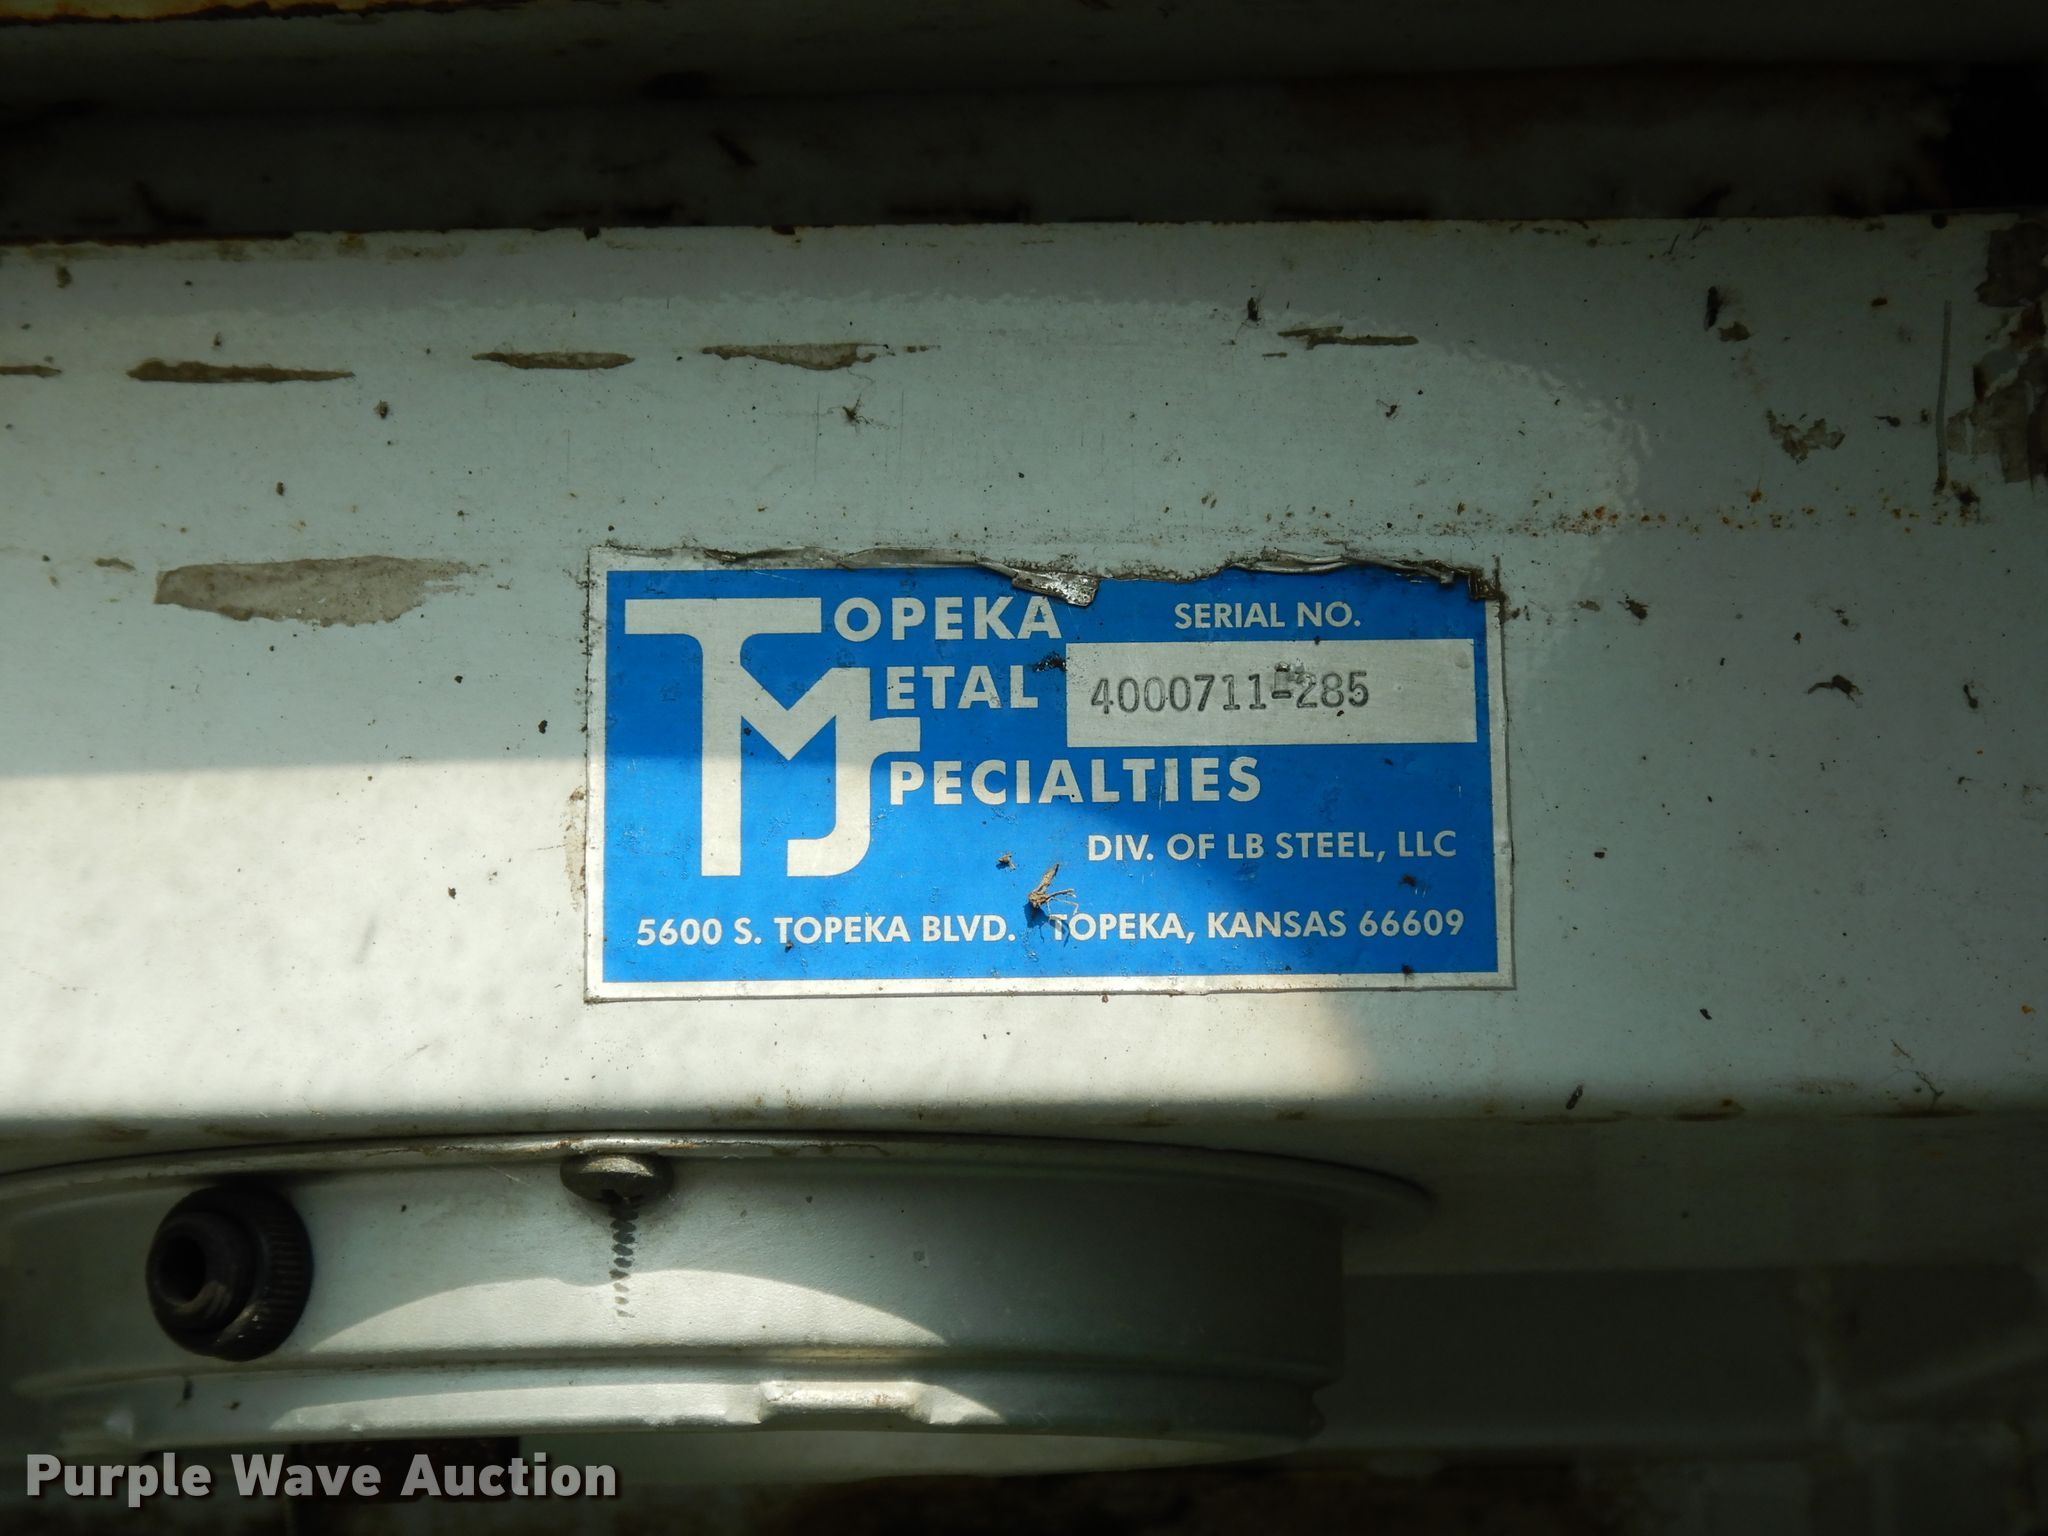 TOPEKA
METAL
SPECIALTIES
SERIAL NO.
4000711-285
DIV. OF LB STEEL, LLC
5600 S. TOPEKA BLVD. TOPEKA, KANSAS 66609
Purple Wave Auction